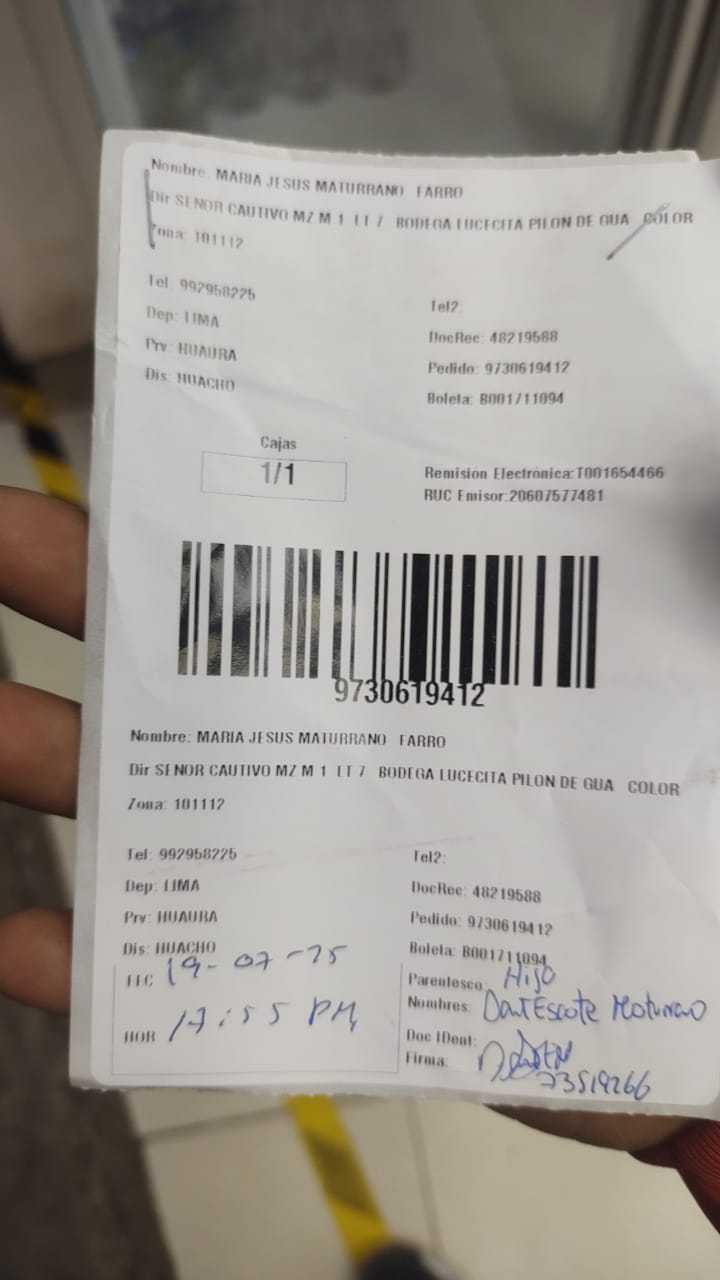 Nombre: MARIA JESUS MATURRANO FARRO
Dir SENOR CAUTIVO MZ M 1 LT 7 BODEGA LUCECITA PILON DE GUA COLOR
Zona: 101112
Tel: 992958225
Tel2:
Dep: LIMA
DocRec: 48219588
Prv: HUAURA
Pedido: 9730619412
Dis: HUACHO
Boleta: B001711094
Cajas
1/1
Remision Electrónica:T001654466
RUC Emisor:20607577481
9730619412
Nombre: MARIA JESUS MATURRANO FARRO
Dir SENOR CAUTIVO MZ M 1 LT 7 BODEGA LUCECITA PILON DE GUA COLOR
Zona: 101112
Tel: 992958225
Tel2:
Dep: LIMA
DocRec: 48219588
Prv: HUAURA
Pedido: 9730619412
Dis: HUACHO
Boleta: B001711094
FEC 19-07-25
Parentesco Hijo
Nombres:
HOR 17:55 PM
Doc IDent:
Firma:
73519266